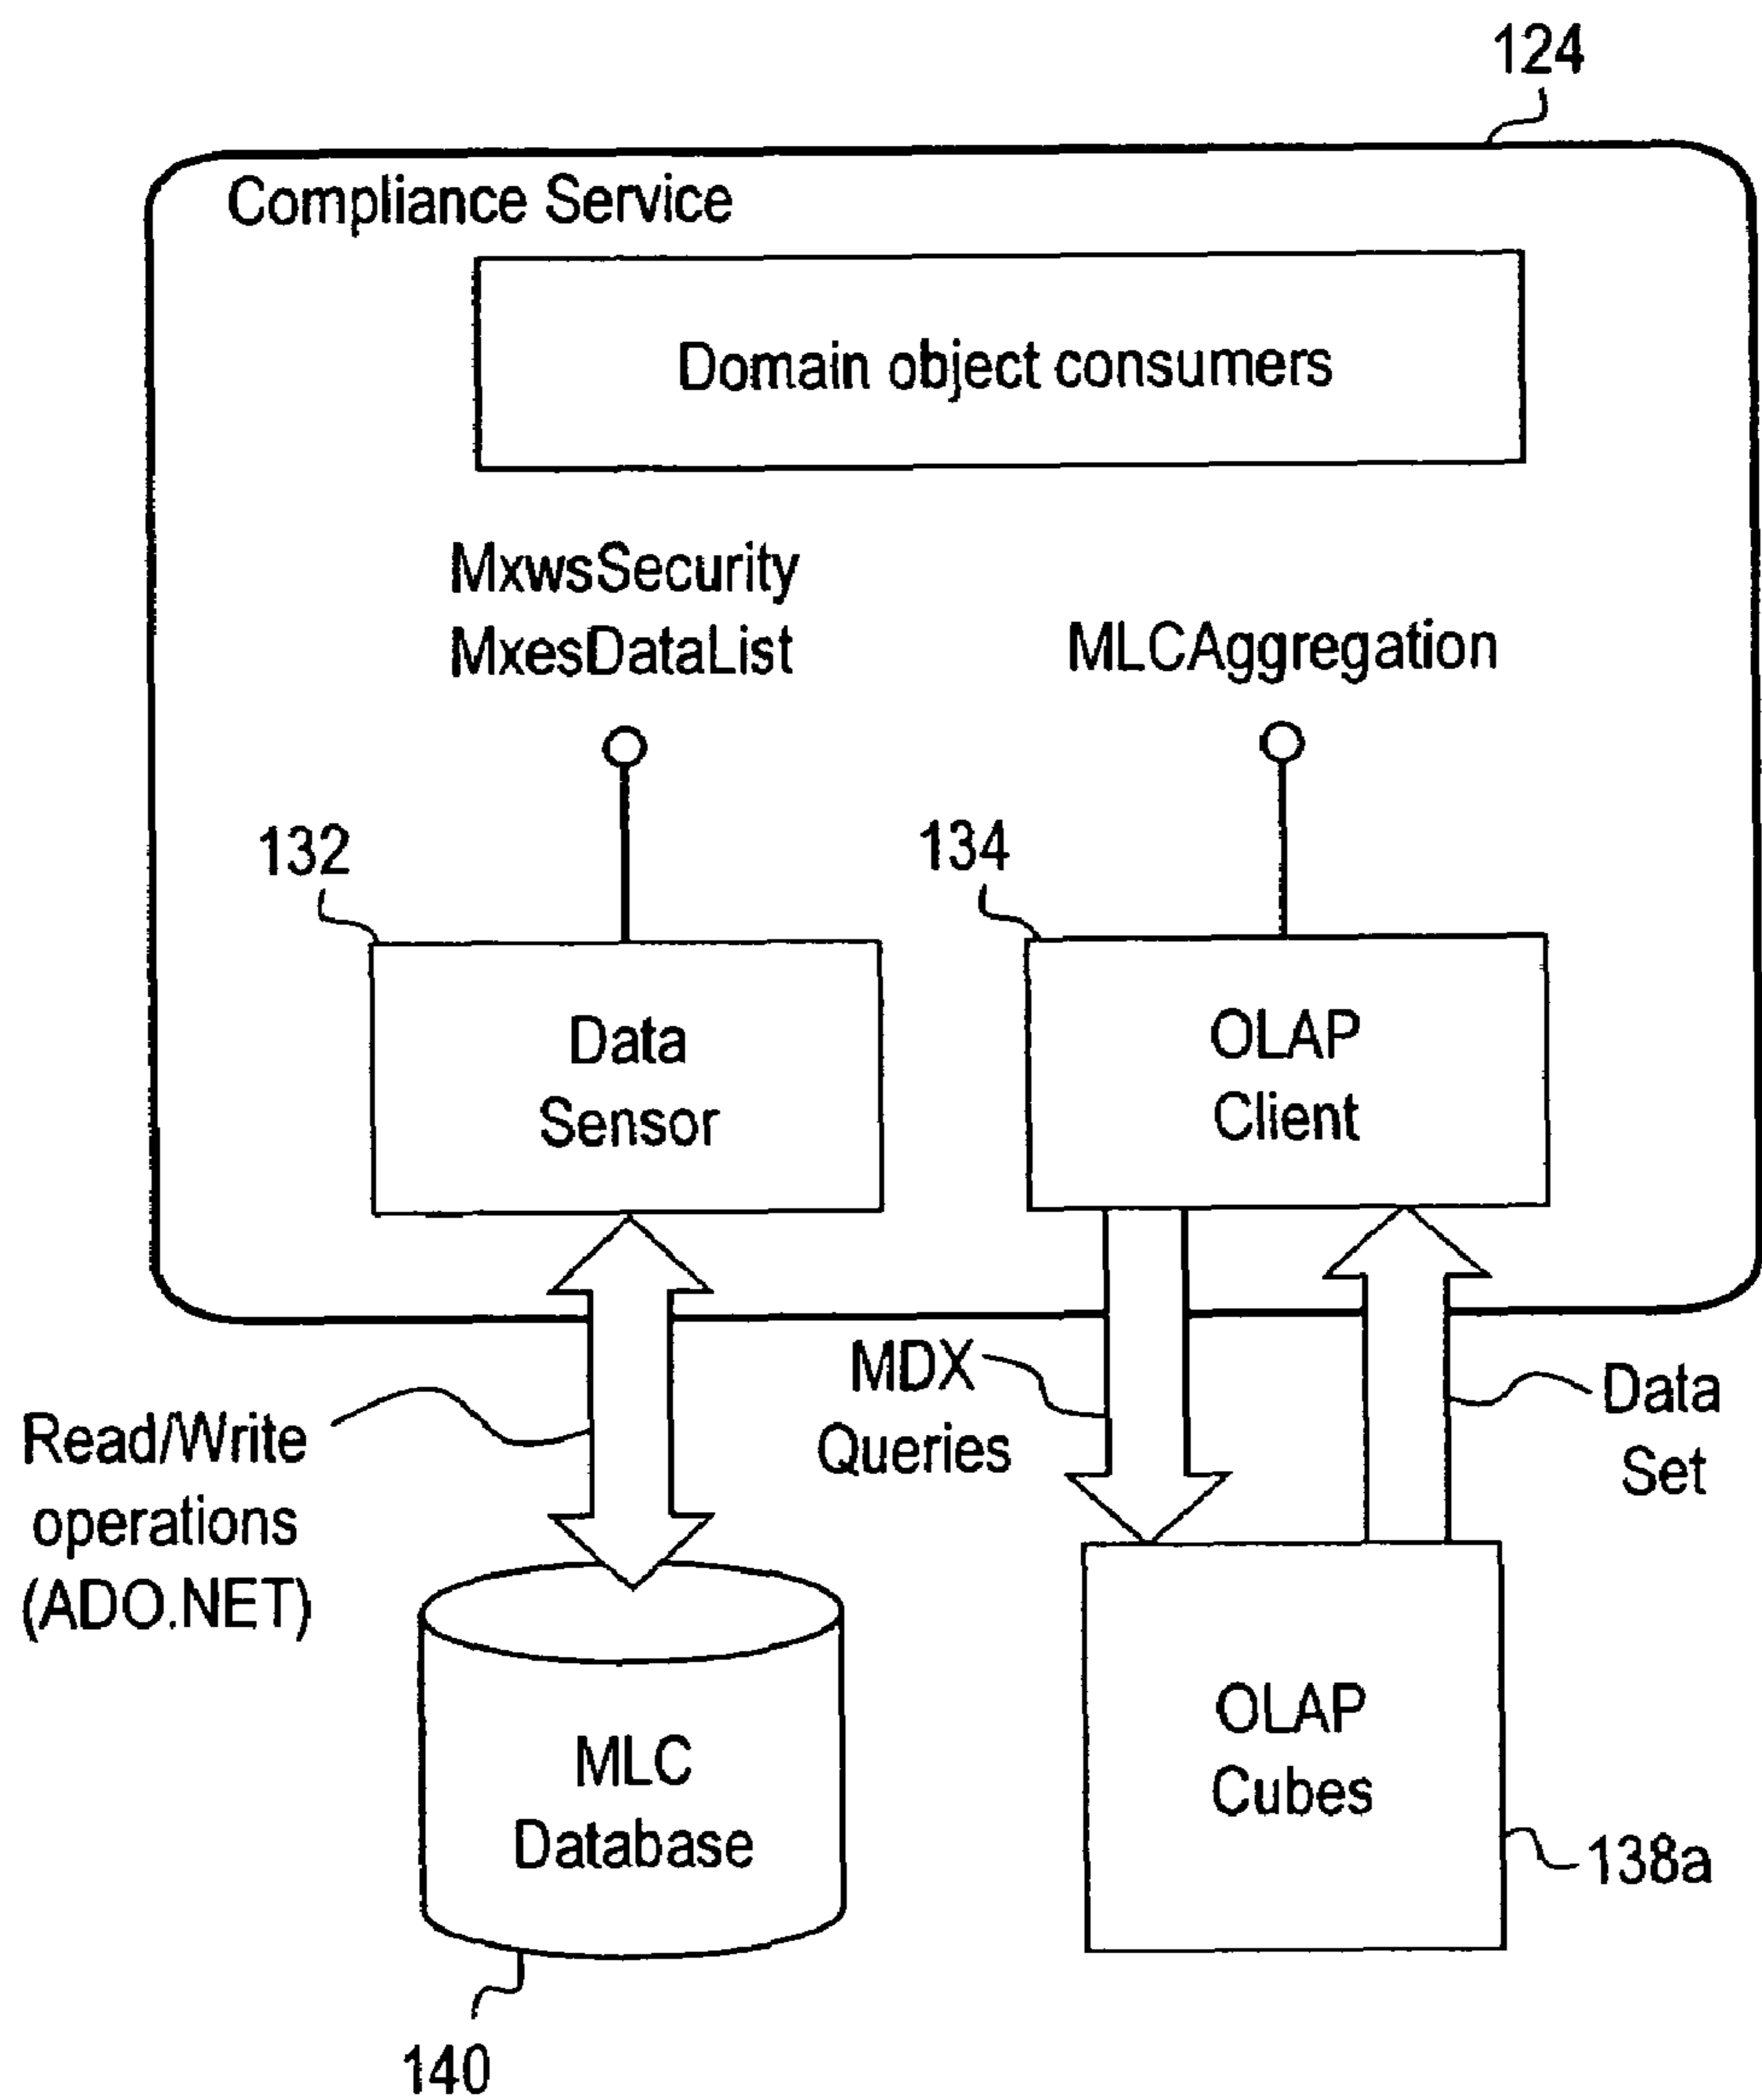 124
Compliance Service
Domain object consumers
MxwsSecurity
MxesDataList
MLCAggregation
132
134
Data
Sensor
OLAP
Client
Read/Write
operations
(ADO.NET)
MDX
Queries
Data
Set
MLC
Database
OLAP
Cubes
138a
140